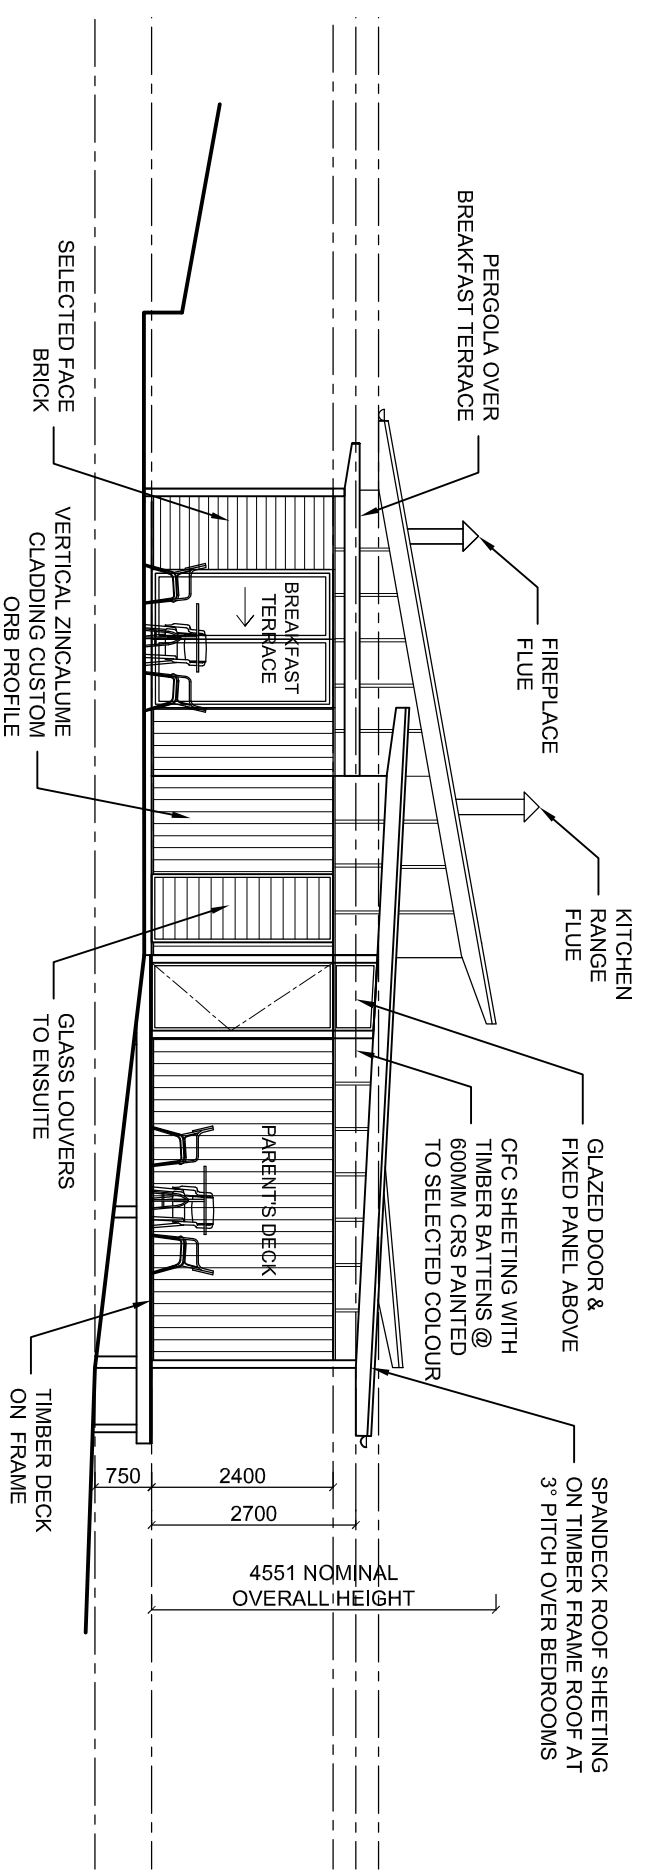 PERGOLA OVER
BREAKFAST TERRACE
FIREPLACE
FLUE
KITCHEN
RANGE
FLUE
GLAZED DOOR &
FIXED PANEL ABOVE
CFC SHEETING WITH
TIMBER BATTENS @
600MM CRS PAINTED
TO SELECTED COLOUR
SPANDECK ROOF SHEETING
ON TIMBER FRAME ROOF AT
3° PITCH OVER BEDROOMS
BREAKFAST
TERRACE
PARENT'S DECK
SELECTED FACE
BRICK
VERTICAL ZINCALUME
CLADDING CUSTOM
ORB PROFILE
GLASS LOUVERS
TO ENSUITE
TIMBER DECK
ON FRAME
750
2400
2700
4551 NOMINAL
OVERALL HEIGHT